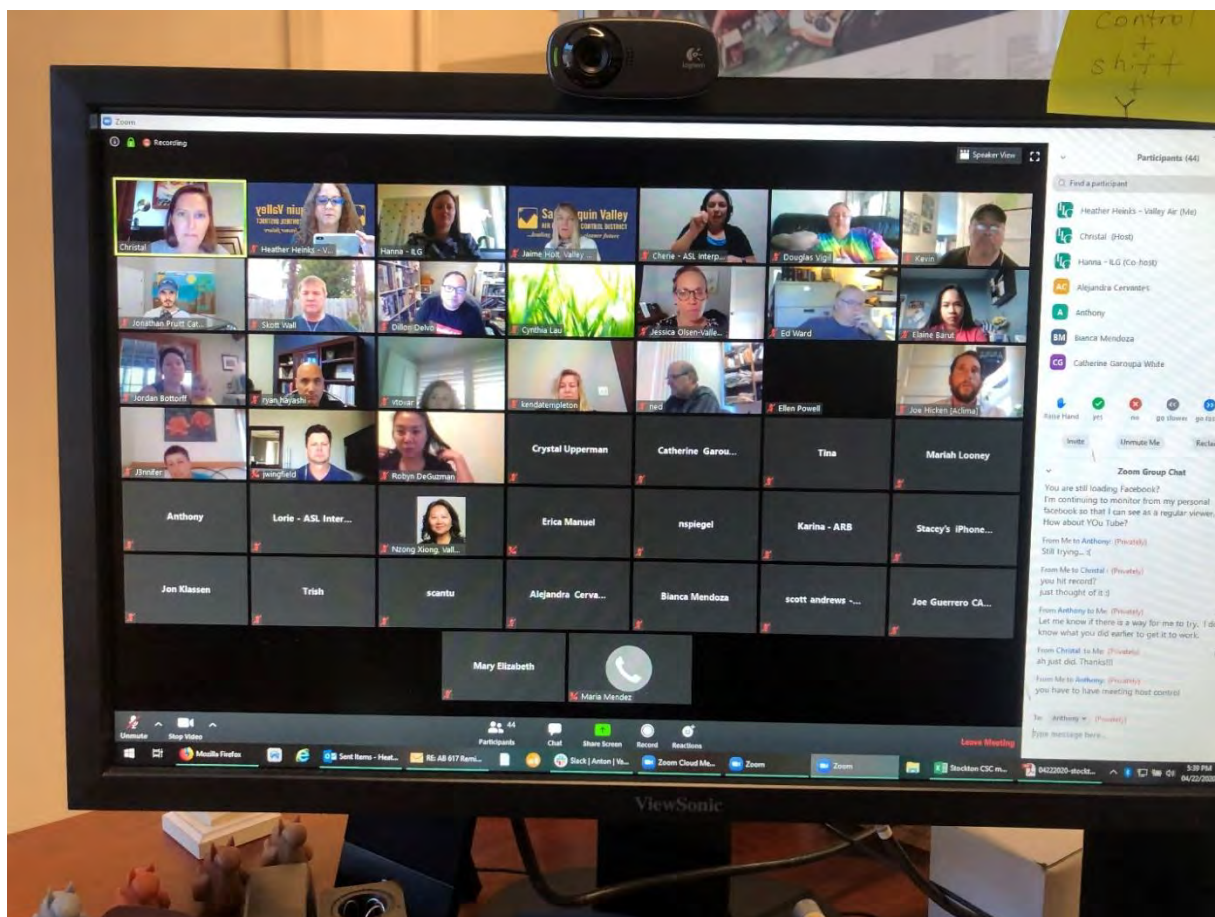 Control
+
shift
+
Y
logitech
Zoom
Recording
Speaker View
Participants (44)
Find a participant
Heather Heinks - Valley Air (Me)
Christal (Host)
Hanna - ILG (Co-host)
AC Alejandra Cervantes
A Anthony
BM Bianca Mendoza
CG Catherine Garoupa White
Raise Hand yes no go slower
Invite Unmute Me
Zoom Group Chat
You are still loading Facebook?
I'm continuing to monitor from my personal
facebook so that I can see as a regular viewer,
How about YOu Tube?
From Me to Anthony: (Privately)
Still trying... :(
From Me to Christal : (Privately)
you hit record?
just thought of it :)
From Anthony to Me: (Privately)
Let me know if there is a way for me to try, I
know what you did earlier to get it to work.
From Christal to Me: (Privately)
ah just did. Thanks!!!
From Me to Anthony: (Privately)
you have to have meeting host control
To: Anthony (Privately)
Type message here...
Christal
Heather Heinks - V...
Hanna - ILG
Jaime Holt, Valley ...
Cherie - ASL Interp...
Douglas Vigil
Kevin
Jonathan Pruitt Cat...
Skott Wall
Dillon Delvo
Cynthia Lau
Jessica Olsen-Valle...
Ed Ward
Elaine Barut
Jordan Bottorff
ryan hayashi
vtovar
kendatempleton
ned
Ellen Powell
Joe Hicken [Aclima]
J3nnifer
jwingfield
Robyn DeGuzman
Crystal Upperman
Catherine Garou...
Tina
Mariah Looney
Anthony
Lorie - ASL Inter...
Nzong Xiong, Vall...
Erica Manuel
nspiegel
Karina - ARB
Stacey's iPhone...
Jon Klassen
Trish
scantu
Alejandra Cerva...
Bianca Mendoza
scott andrews -...
Joe Guerrero CA...
Mary Elizabeth
Maria Mendez
Unmute
Stop Video
44
Participants
Chat
Share Screen
Record
Reactions
Leave Meeting
Mozilla Firefox
Sent Items - Heat...
RE: AB 617 Remi...
Slack | Anton | Va...
Zoom Cloud Me...
Zoom
Zoom
Stockton CSC m...
04222020-stockt...
5:39 PM
ViewSonic